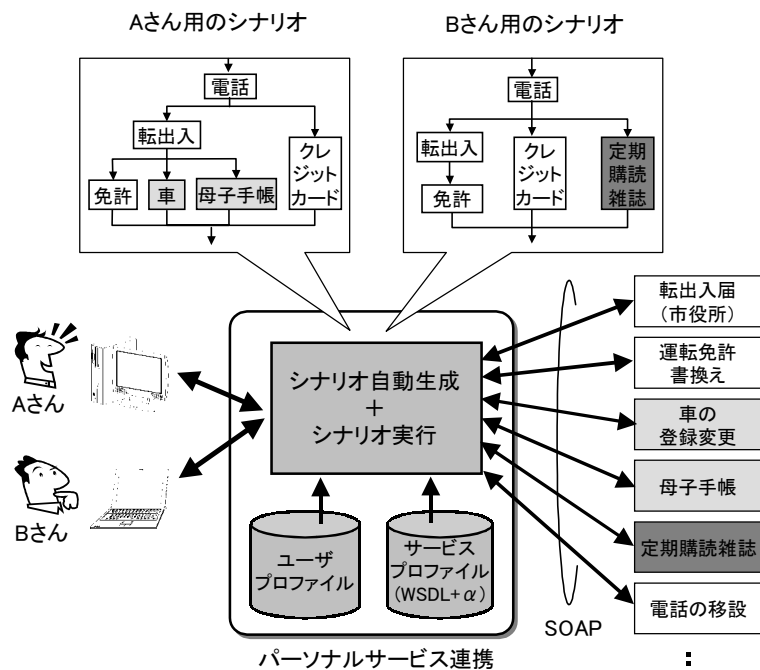 Aさん用のシナリオ
Bさん用のシナリオ
電話
転出入
免許
車
母子手帳
クレ
ジット
カード
電話
転出入
免許
クレ
ジット
カード
定期
購読
雑誌
Aさん
Bさん
シナリオ自動生成
+
シナリオ実行
ユーザ
プロファイル
サービス
プロファイル
(WSDL+α)
パーソナルサービス連携
SOAP
転出入届
(市役所)
運転免許
書換え
車の
登録変更
母子手帳
定期購読雑誌
電話の移設
: